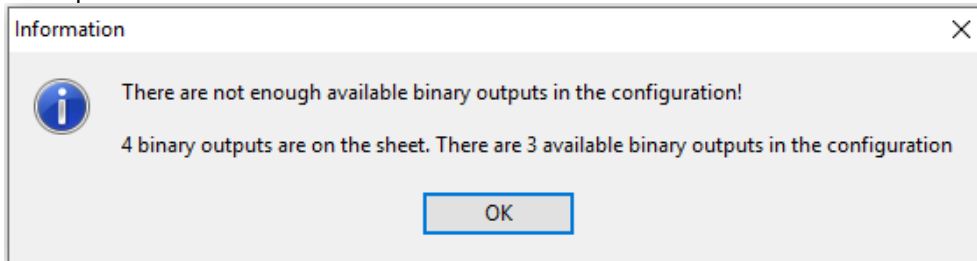 Information
There are not enough available binary outputs in the configuration!
4 binary outputs are on the sheet. There are 3 available binary outputs in the configuration
OK